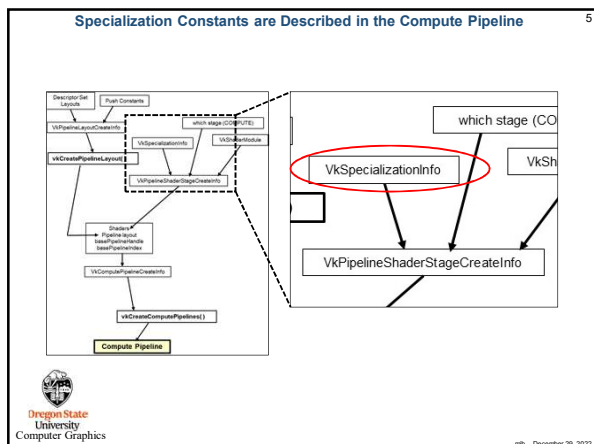 Specialization Constants are Described in the Compute Pipeline
5
Descriptor Set
Layouts
Push Constants
VkPipelineLayoutCreateInfo
which stage (COMPUTE)
VkSpecializationInfo
VkShaderModule
vkCreatePipelineLayout( )
VkPipelineShaderStageCreateInfo
Shaders
Pipeline layout
basePipelineHandle
basePipelineIndex
VkComputePipelineCreateInfo
vkCreateComputePipelines( )
Compute Pipeline
which stage (CO
VkSpecializationInfo
VkSh
)
VkPipelineShaderStageCreateInfo
Oregon State
University
Computer Graphics
mjb – December 29, 2022